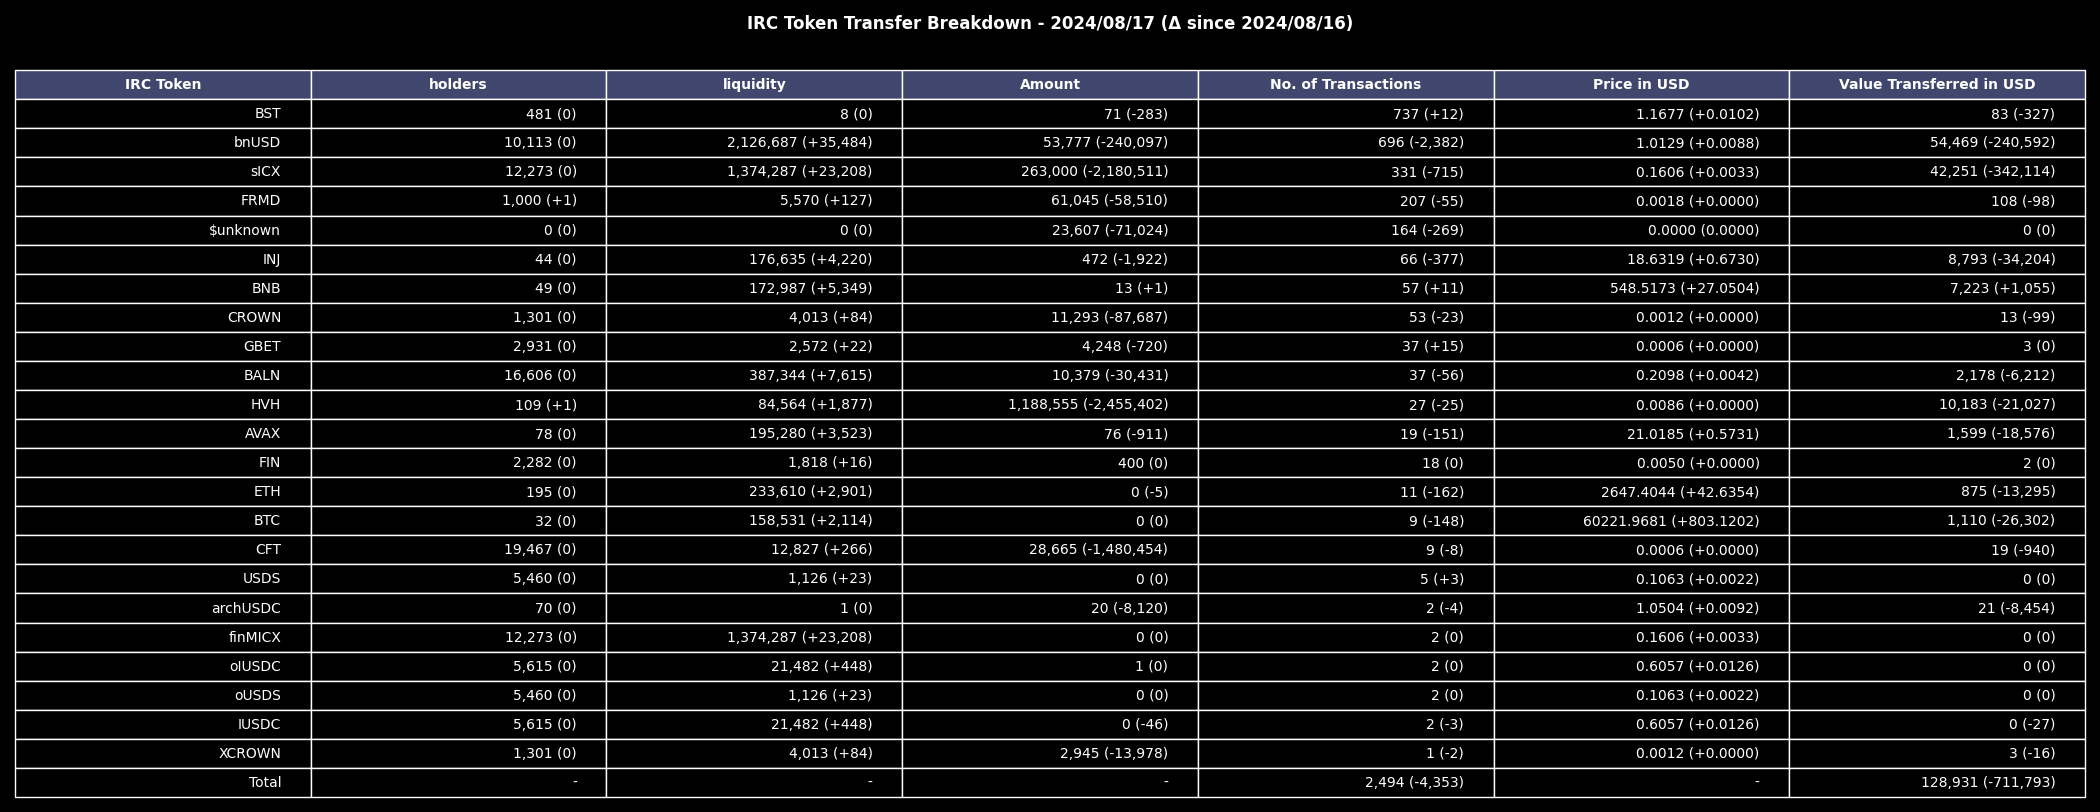 IRC Token Transfer Breakdown - 2024/08/17 (Δ since 2024/08/16)
IRC Token holders liquidity Amount No. of Transactions Price in USD Value Transferred in USD
BST 481 (0) 8 (0) 71 (-283) 737 (+12) 1.1677 (+0.0102) 83 (-327)
bnUSD 10,113 (0) 2,126,687 (+35,484) 53,777 (-240,097) 696 (-2,382) 1.0129 (+0.0088) 54,469 (-240,592)
sICX 12,273 (0) 1,374,287 (+23,208) 263,000 (-2,180,511) 331 (-715) 0.1606 (+0.0033) 42,251 (-342,114)
FRMD 1,000 (+1) 5,570 (+127) 61,045 (-58,510) 207 (-55) 0.0018 (+0.0000) 108 (-98)
$unknown 0 (0) 0 (0) 23,607 (-71,024) 164 (-269) 0.0000 (0.0000) 0 (0)
INJ 44 (0) 176,635 (+4,220) 472 (-1,922) 66 (-377) 18.6319 (+0.6730) 8,793 (-34,204)
BNB 49 (0) 172,987 (+5,349) 13 (+1) 57 (+11) 548.5173 (+27.0504) 7,223 (+1,055)
CROWN 1,301 (0) 4,013 (+84) 11,293 (-87,687) 53 (-23) 0.0012 (+0.0000) 13 (-99)
GBET 2,931 (0) 2,572 (+22) 4,248 (-720) 37 (+15) 0.0006 (+0.0000) 3 (0)
BALN 16,606 (0) 387,344 (+7,615) 10,379 (-30,431) 37 (-56) 0.2098 (+0.0042) 2,178 (-6,212)
HVH 109 (+1) 84,564 (+1,877) 1,188,555 (-2,455,402) 27 (-25) 0.0086 (+0.0000) 10,183 (-21,027)
AVAX 78 (0) 195,280 (+3,523) 76 (-911) 19 (-151) 21.0185 (+0.5731) 1,599 (-18,576)
FIN 2,282 (0) 1,818 (+16) 400 (0) 18 (0) 0.0050 (+0.0000) 2 (0)
ETH 195 (0) 233,610 (+2,901) 0 (-5) 11 (-162) 2647.4044 (+42.6354) 875 (-13,295)
BTC 32 (0) 158,531 (+2,114) 0 (0) 9 (-148) 60221.9681 (+803.1202) 1,110 (-26,302)
CFT 19,467 (0) 12,827 (+266) 28,665 (-1,480,454) 9 (-8) 0.0006 (+0.0000) 19 (-940)
USDS 5,460 (0) 1,126 (+23) 0 (0) 5 (+3) 0.1063 (+0.0022) 0 (0)
archUSDC 70 (0) 1 (0) 20 (-8,120) 2 (-4) 1.0504 (+0.0092) 21 (-8,454)
finMICX 12,273 (0) 1,374,287 (+23,208) 0 (0) 2 (0) 0.1606 (+0.0033) 0 (0)
oIUSDC 5,615 (0) 21,482 (+448) 1 (0) 2 (0) 0.6057 (+0.0126) 0 (0)
oUSDS 5,460 (0) 1,126 (+23) 0 (0) 2 (0) 0.1063 (+0.0022) 0 (0)
IUSDC 5,615 (0) 21,482 (+448) 0 (-46) 2 (-3) 0.6057 (+0.0126) 0 (-27)
XCROWN 1,301 (0) 4,013 (+84) 2,945 (-13,978) 1 (-2) 0.0012 (+0.0000) 3 (-16)
Total - - - 2,494 (-4,353) - 128,931 (-711,793)